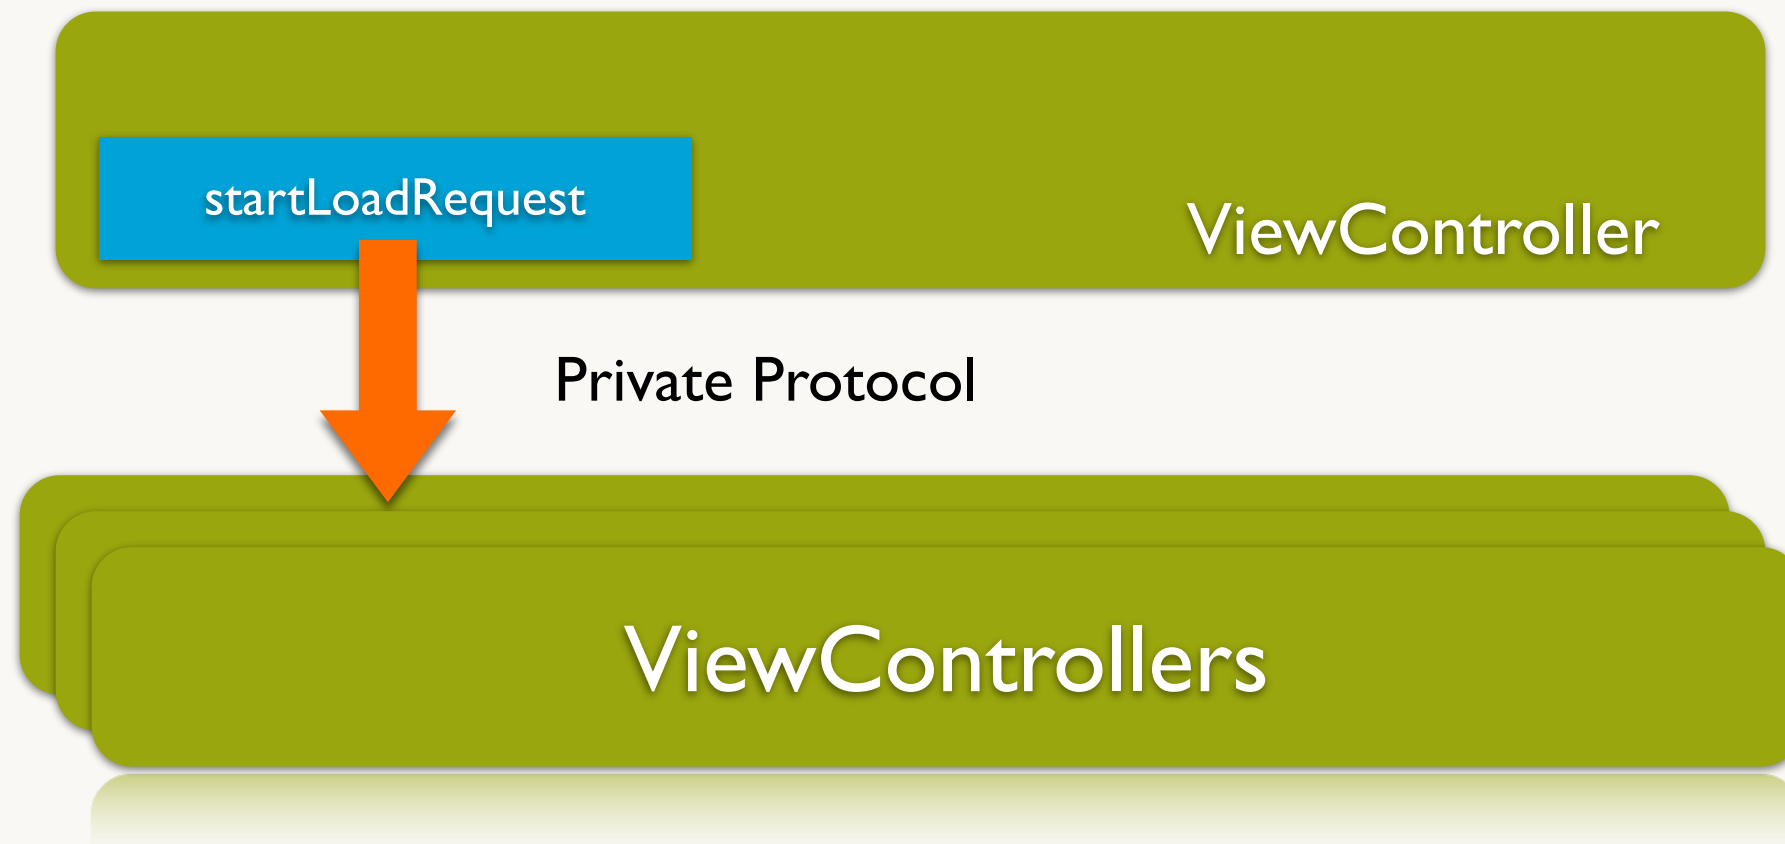 startLoadRequest
ViewController
Private Protocol
ViewControllers